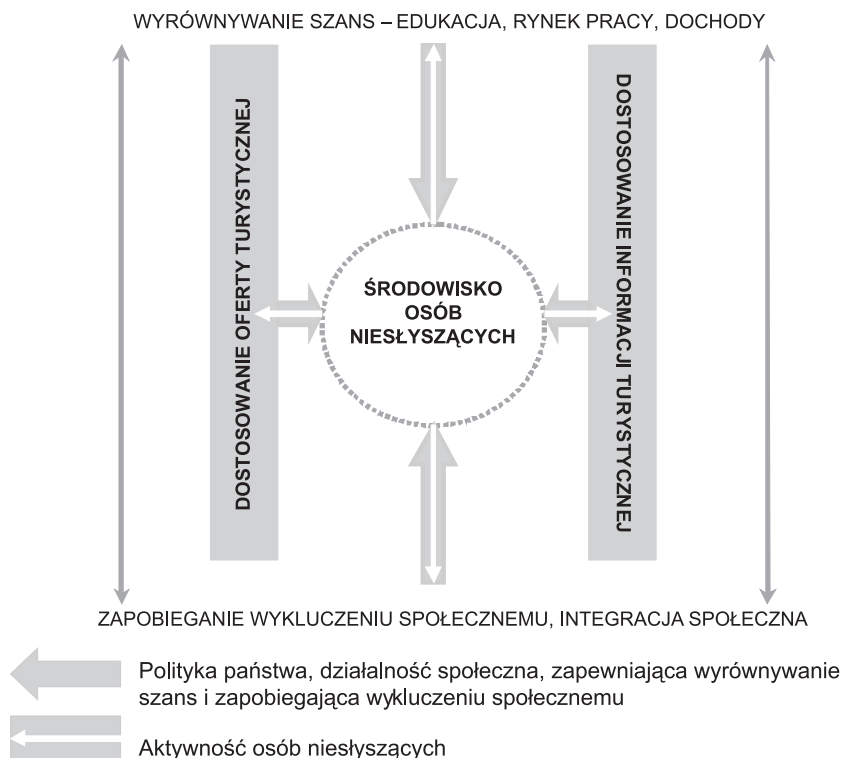 WYRÓWNYWANIE SZANS – EDUKACJA, RYNEK PRACY, DOCHODY
DOSTOSOWANIE OFERTY TURYSTYCZNEJ
ŚRODOWISKO
OSÓB
NIESŁYSZĄCYCH
DOSTOSOWANIE INFORMACJI TURYSTYCZNEJ
ZAPOBIEGANIE WYKLUCZENIU SPOŁECZNEMU, INTEGRACJA SPOŁECZNA
Polityka państwa, działalność społeczna, zapewniająca wyrównywanie
szans i zapobiegająca wykluczeniu społecznemu
Aktywność osób niesłyszących